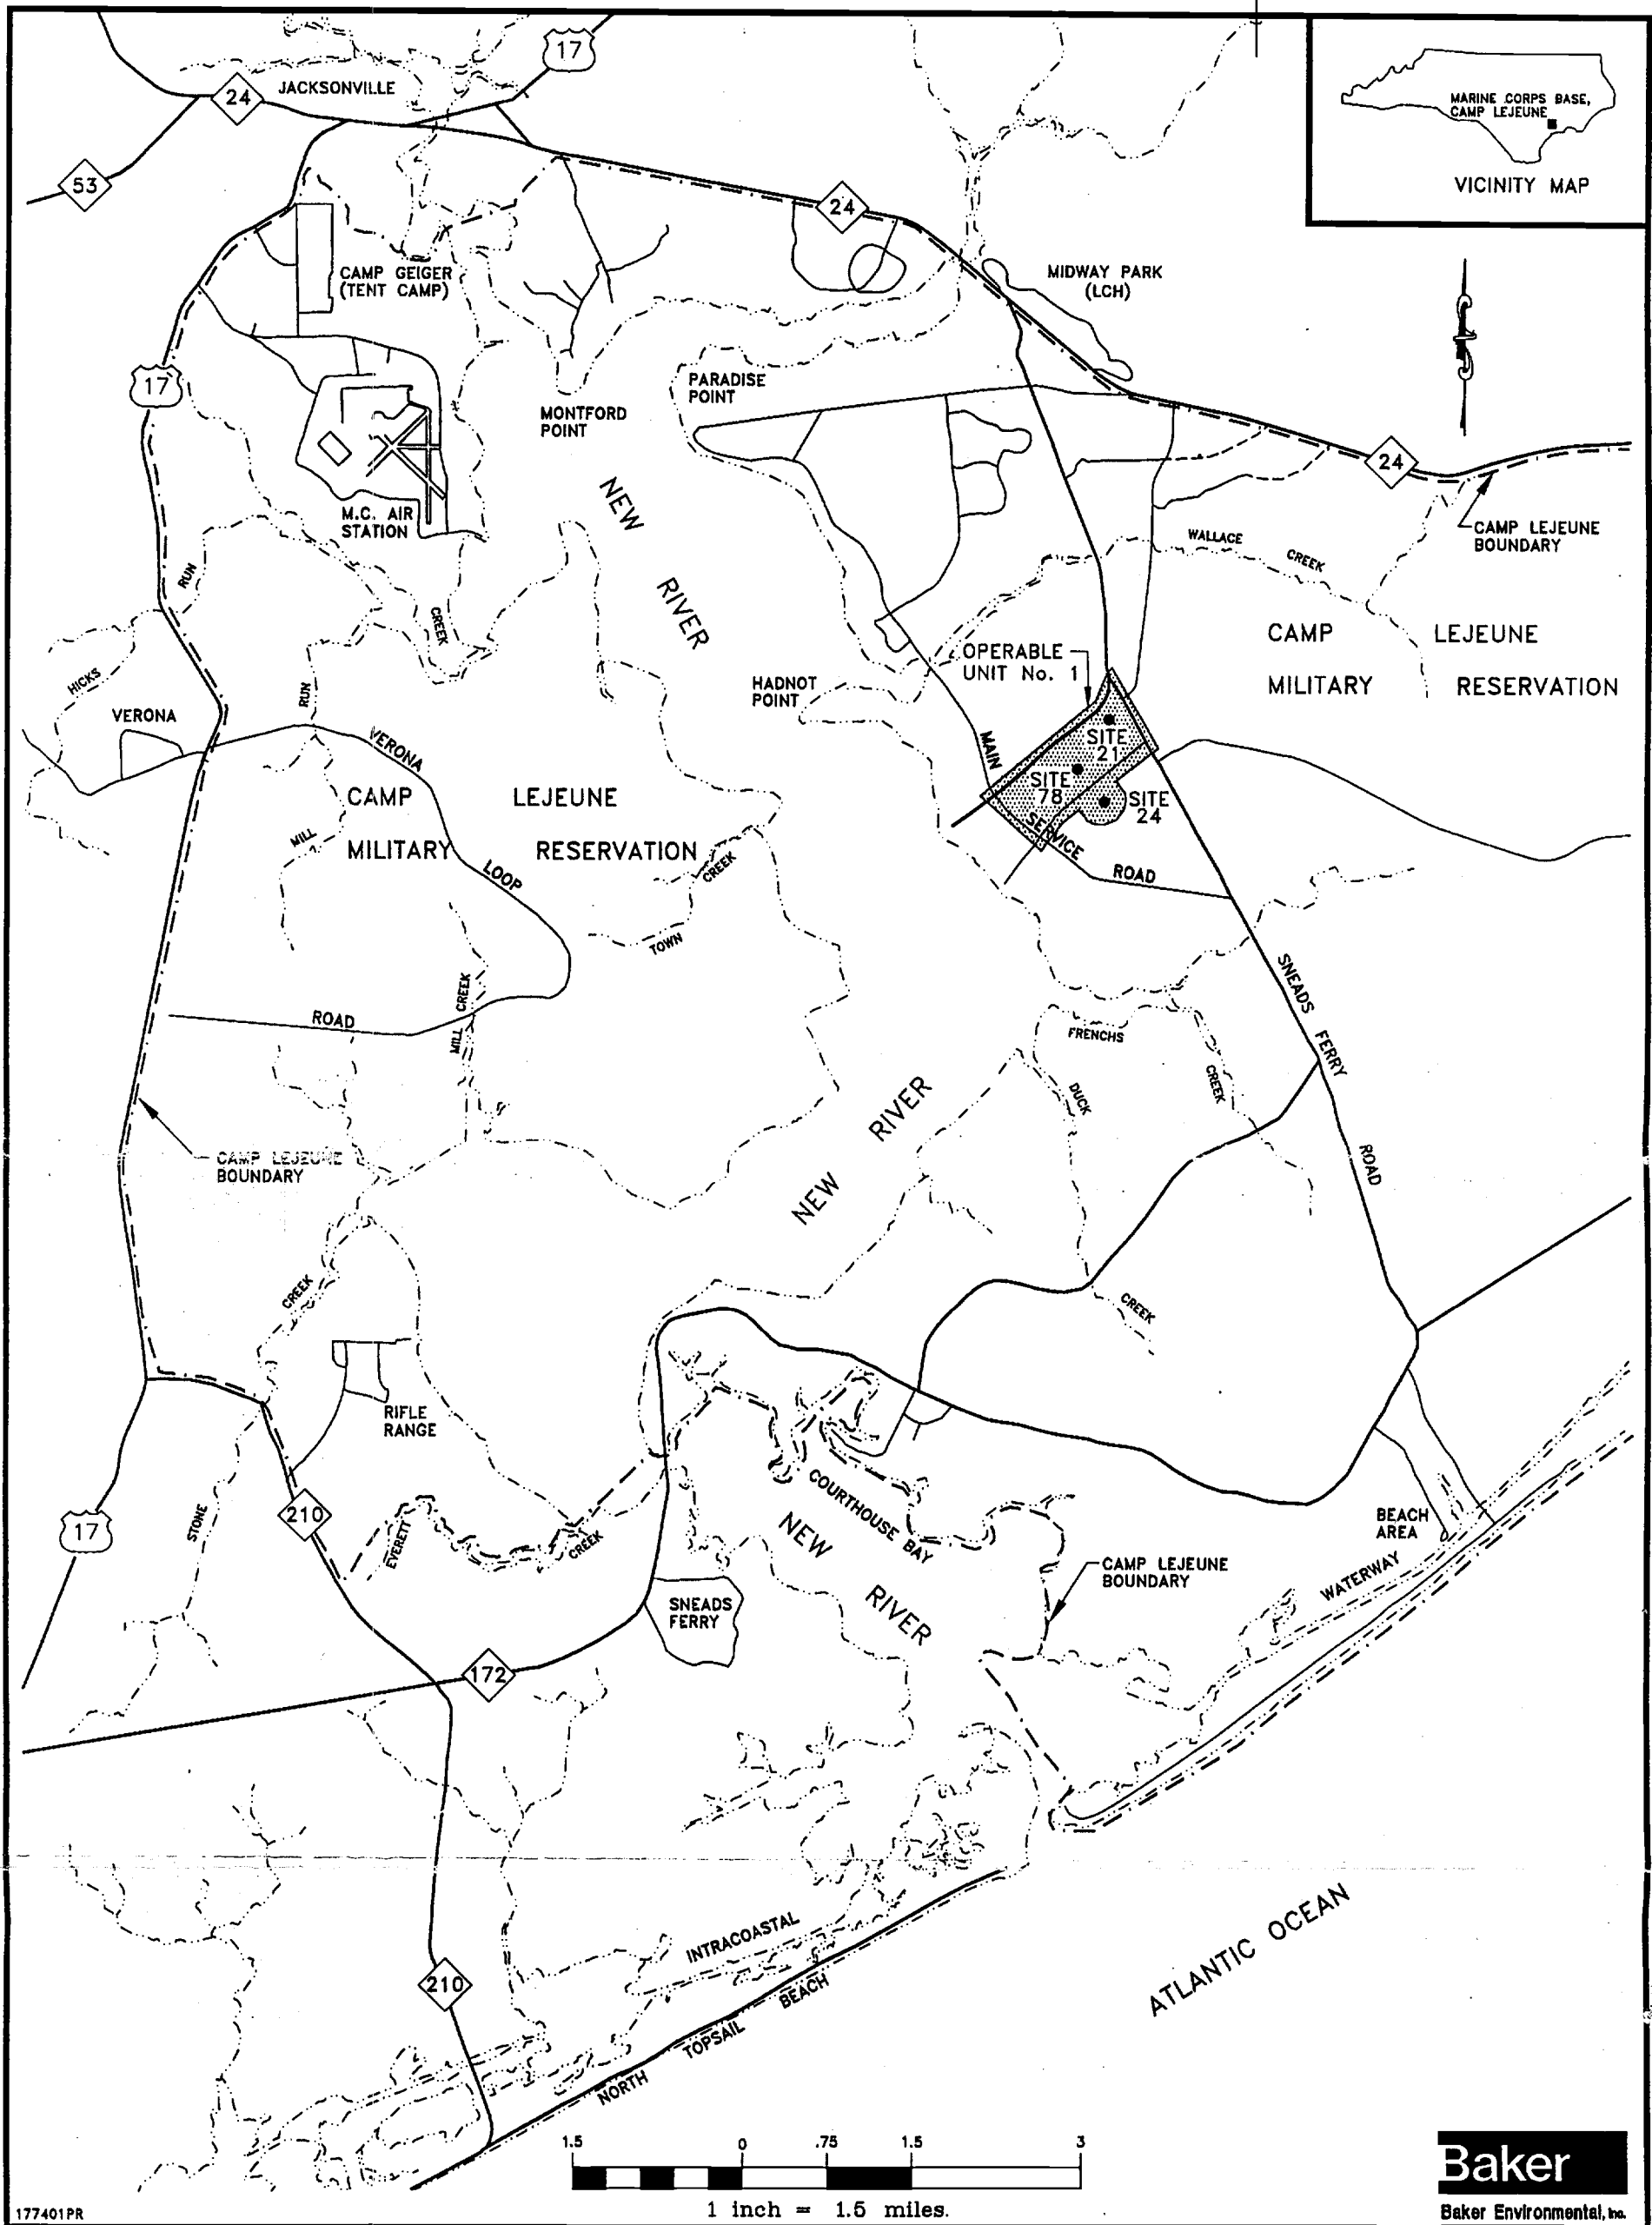 17
24
JACKSONVILLE
MARINE CORPS BASE,
CAMP LEJEUNE
VICINITY MAP
53
24
CAMP GEIGER
(TENT CAMP)
MIDWAY PARK
(LCH)
17
PARADISE
POINT
MONTFORD
POINT
24
M.C. AIR
STATION
NEW
RIVER
CAMP LEJEUNE
BOUNDARY
WALLACE
CREEK
RUN
CREEK
HICKS
RUN
CAMP LEJEUNE
MILITARY RESERVATION
OPERABLE
UNIT No. 1
HADNOT
POINT
VERONA
VERONA
MAIN
SITE
21
SITE
78
SITE
24
CAMP LEJEUNE
MILITARY RESERVATION
MILL
LOOP
CREEK
TOWN
SERVICE
ROAD
SNEADS
FERRY
ROAD
MILL CREEK
ROAD
FRENCHS
CREEK
DUCK
CREEK
NEW
RIVER
CAMP LEJEUNE
BOUNDARY
CREEK
RIFLE
RANGE
STONE
210
17
EVERETT
CREEK
COURTHOUSE BAY
NEW
RIVER
BEACH
AREA
CAMP LEJEUNE
BOUNDARY
WATERWAY
SNEADS
FERRY
172
INTRACOASTAL
ATLANTIC OCEAN
210
NORTH TOPSAIL BEACH
1.5 0 .75 1.5 3
1 inch = 1.5 miles.
177401PR
Baker
Baker Environmental, Inc.